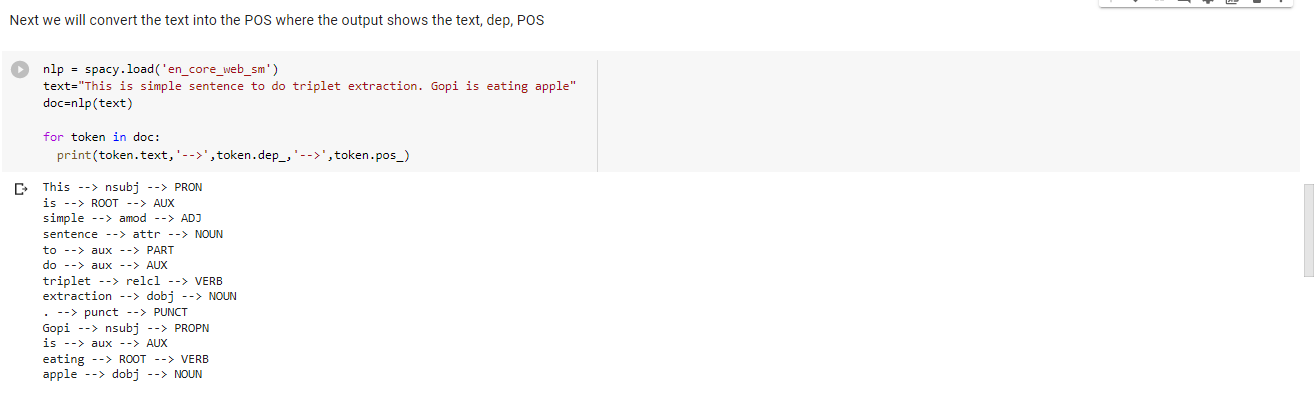 Next we will convert the text into the POS where the output shows the text, dep, POS
nlp = spacy.load('en_core_web_sm')
text="This is simple sentence to do triplet extraction. Gopi is eating apple"
doc=nlp(text)
for token in doc:
print(token.text,'-->',token.dep_,'-->',token.pos_)
This --> nsubj --> PRON
is --> ROOT --> AUX
simple --> amod --> ADJ
sentence --> attr --> NOUN
to --> aux --> PART
do --> aux --> AUX
triplet --> relcl --> VERB
extraction --> dobj --> NOUN
. --> punct --> PUNCT
Gopi --> nsubj --> PROPN
is --> aux --> AUX
eating --> ROOT --> VERB
apple --> dobj --> NOUN